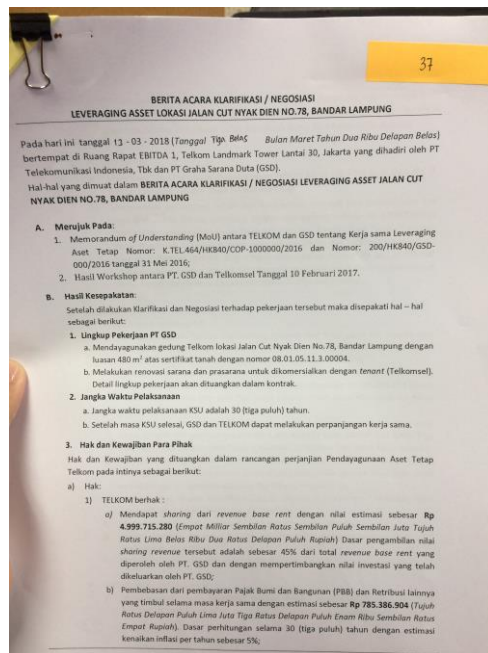 37
BERITA ACARA KLARIFIKASI / NEGOSIASI
LEVERAGING ASSET LOKASI JALAN CUT NYAK DIEN NO.78, BANDAR LAMPUNG
Pada hari ini tanggal 13 - 03 - 2018 (Tanggal Tiga Belas Bulan Maret Tahun Dua Ribu Delapan Belas)
bertempat di Ruang Rapat EBITDA 1, Telkom Landmark Tower Lantai 30, Jakarta yang dihadiri oleh PT
Telekomunikasi Indonesia, Tbk dan PT Graha Sarana Duta (GSD).
Hal-hal yang dimuat dalam BERITA ACARA KLARIFIKASI / NEGOSIASI LEVERAGING ASSET JALAN CUT
NYAK DIEN NO.78, BANDAR LAMPUNG
A. Merujuk Pada:
1. Memorandum of Understanding (MoU) antara TELKOM dan GSD tentang Kerja sama Leveraging
Aset Tetap Nomor: K.TEL.464/HK840/COP-1000000/2016 dan Nomor: 200/HK840/GSD-
000/2016 tanggal 31 Mei 2016;
2. Hasil Workshop antara PT. GSD dan Telkomsel Tanggal 10 Februari 2017.
B. Hasil Kesepakatan:
Setelah dilakukan Klarifikasi dan Negosiasi terhadap pekerjaan tersebut maka disepakati hal – hal
sebagai berikut:
1. Lingkup Pekerjaan PT GSD
a. Mendayagunakan gedung Telkom lokasi Jalan Cut Nyak Dien No.78, Bandar Lampung dengan
luasan 480 m² atas sertifikat tanah dengan nomor 08.01.05.11.3.00004.
b. Melakukan renovasi sarana dan prasarana untuk dikomersialkan dengan tenant (Telkomsel).
Detail lingkup pekerjaan akan dituangkan dalam kontrak.
2. Jangka Waktu Pelaksanaan
a. Jangka waktu pelaksanaan KSU adalah 30 (tiga puluh) tahun.
b. Setelah masa KSU selesai, GSD dan TELKOM dapat melakukan perpanjangan kerja sama.
3. Hak dan Kewajiban Para Pihak
Hak dan Kewajiban yang dituangkan dalam rancangan perjanjian Pendayagunaan Aset Tetap
Telkom pada intinya sebagai berikut:
a) Hak:
1) TELKOM berhak :
a) Mendapat sharing dari revenue base rent dengan nilai estimasi sebesar Rp
4.999.715.280 (Empat Milliar Sembilan Ratus Sembilan Puluh Sembilan Juta Tujuh
Ratus Lima Belas Ribu Dua Ratus Delapan Puluh Rupiah) Dasar pengambilan nilai
sharing revenue tersebut adalah sebesar 45% dari total revenue base rent yang
diperoleh oleh PT. GSD dan dengan mempertimbangkan nilai investasi yang telah
dikeluarkan oleh PT. GSD;
b) Pembebasan dari pembayaran Pajak Bumi dan Bangunan (PBB) dan Retribusi lainnya
yang timbul selama masa kerja sama dengan estimasi sebesar Rp 785.386.904 (Tujuh
Ratus Delapan Puluh Lima Juta Tiga Ratus Delapan Puluh Enam Ribu Sembilan Ratus
Empat Rupiah). Dasar perhitungan selama 30 (tiga puluh) tahun dengan estimasi
kenaikan inflasi per tahun sebesar 5%;